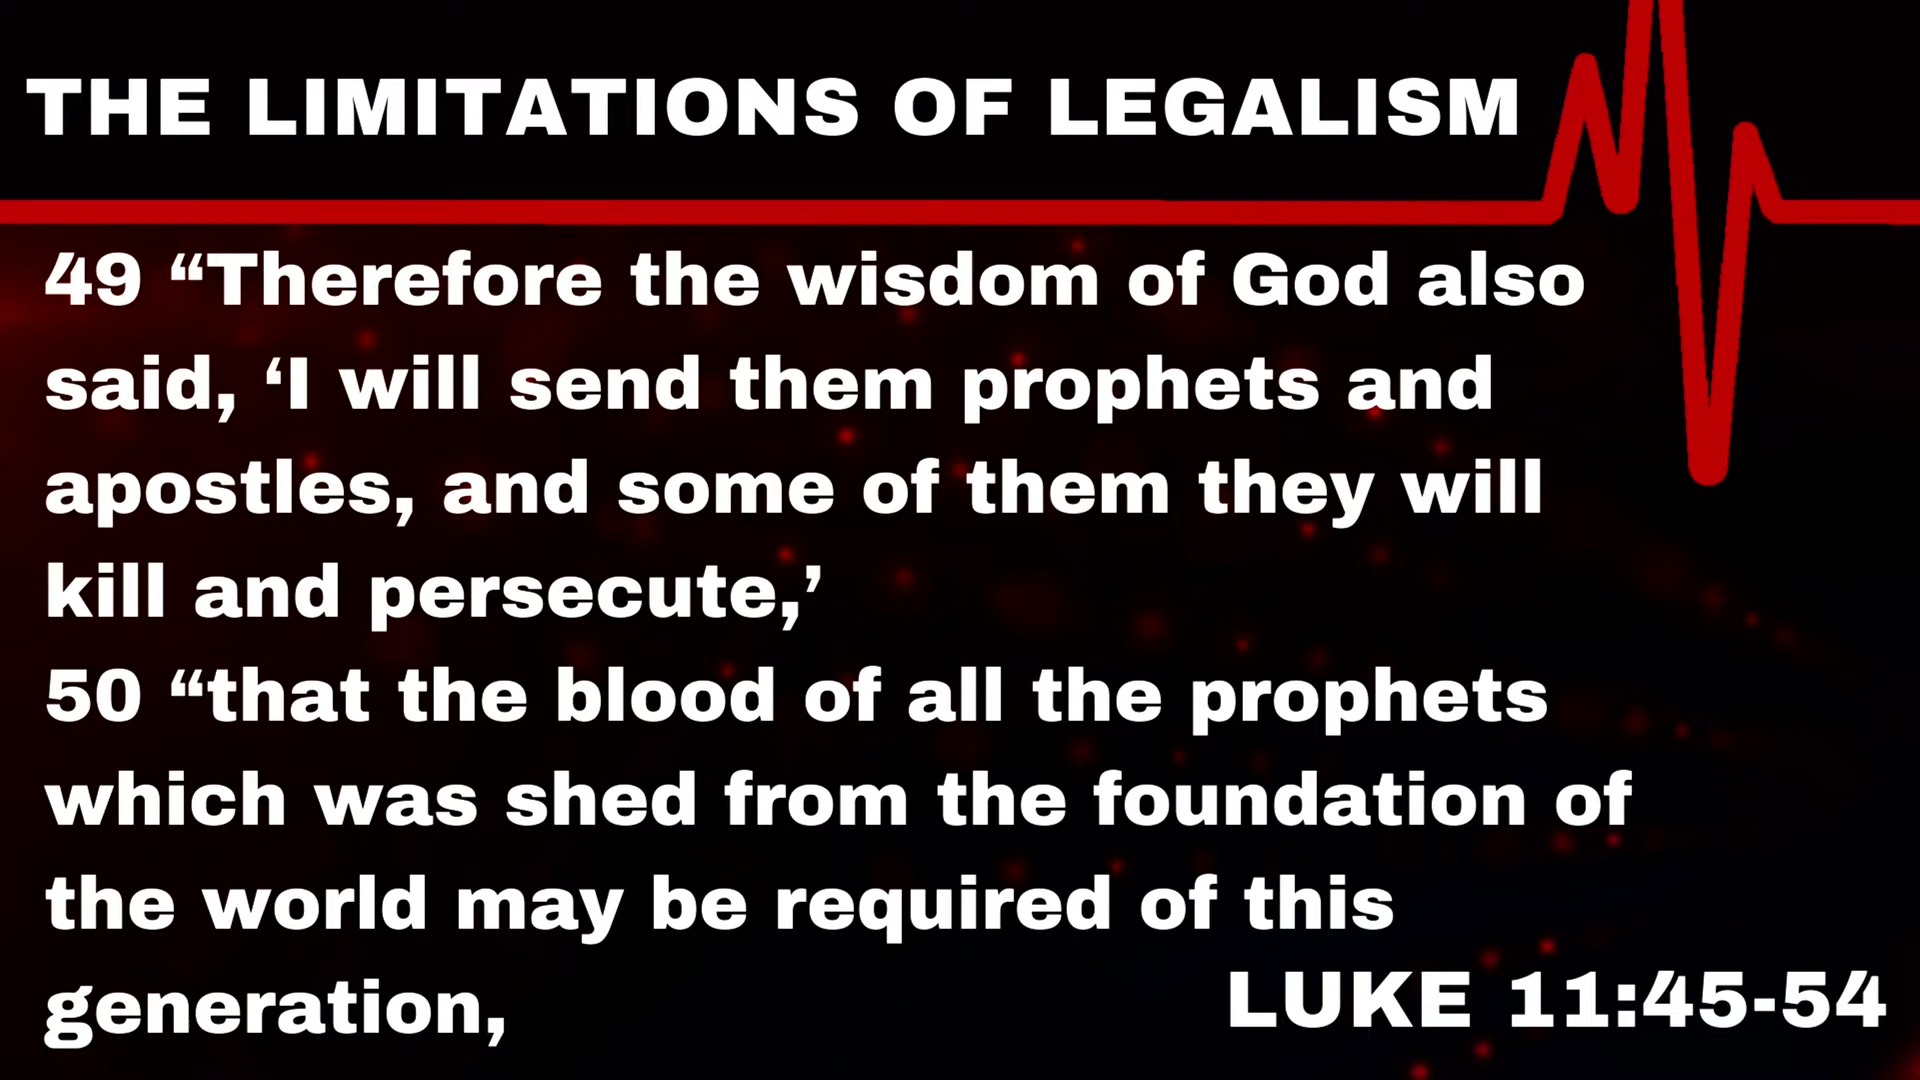 THE LIMITATIONS OF LEGALISM
49 “Therefore the wisdom of God also
said, ‘I will send them prophets and
apostles, and some of them they will
kill and persecute,’
50 “that the blood of all the prophets
which was shed from the foundation of
the world may be required of this
generation,
LUKE 11:45-54